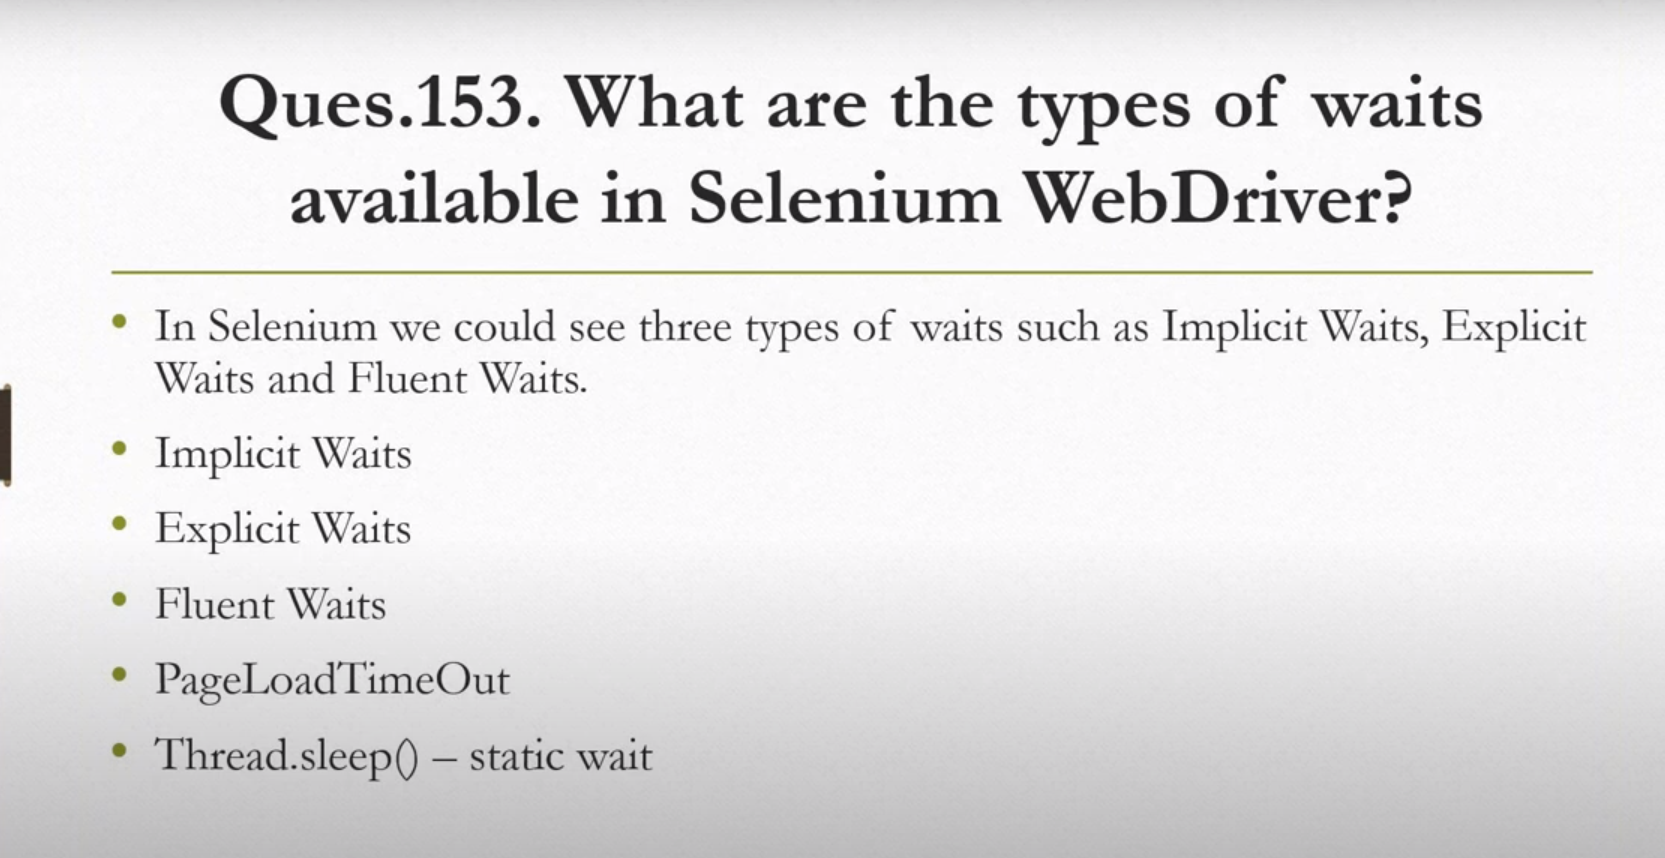 Ques.153. What are the types of waits
available in Selenium WebDriver?
• In Selenium we could see three types of waits such as Implicit Waits, Explicit
Waits and Fluent Waits.
• Implicit Waits
• Explicit Waits
• Fluent Waits
• PageLoadTimeOut
• Thread.sleep() – static wait